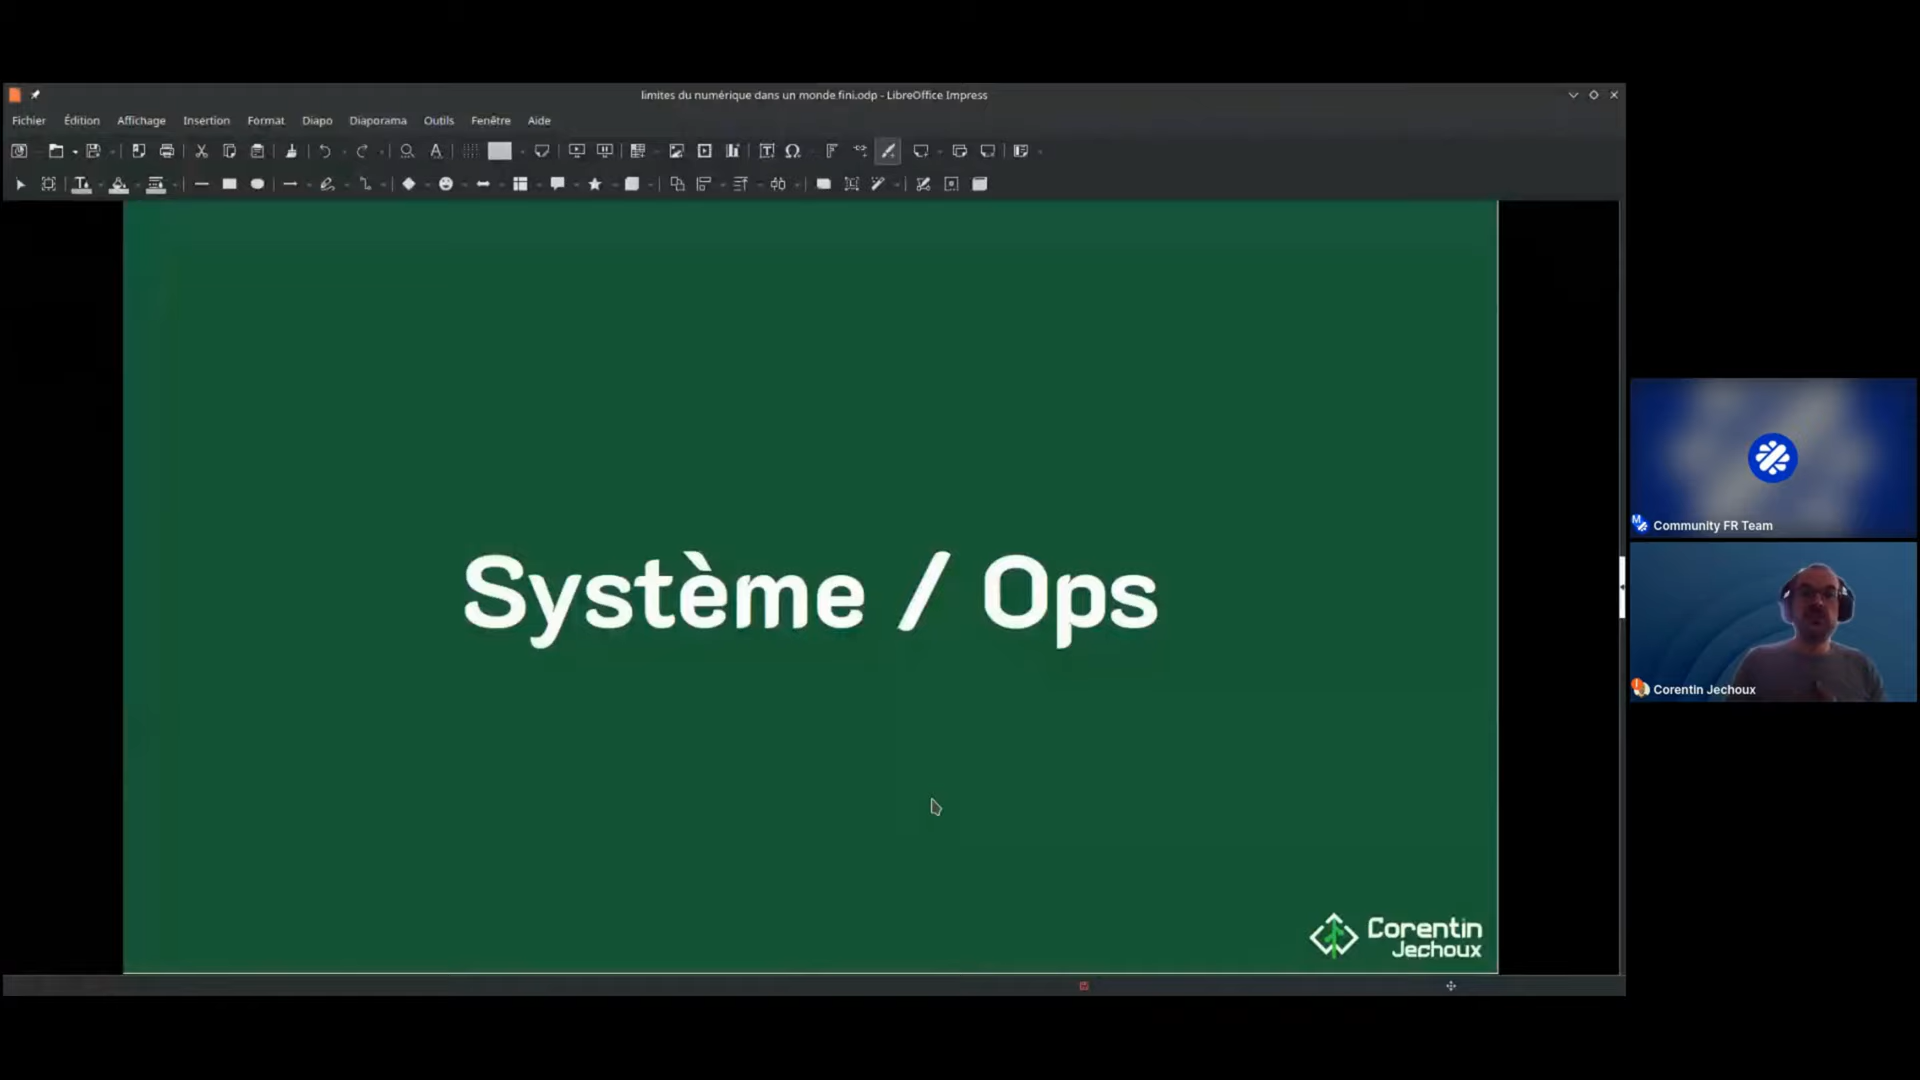 limites du numérique dans un monde fini.odp - LibreOffice Impress
Fichier Édition Affichage Insertion Format Diapo Diaporama Outils Fenêtre Aide
Système / Ops
Corentin
Jechoux
Community FR Team
Corentin Jechoux